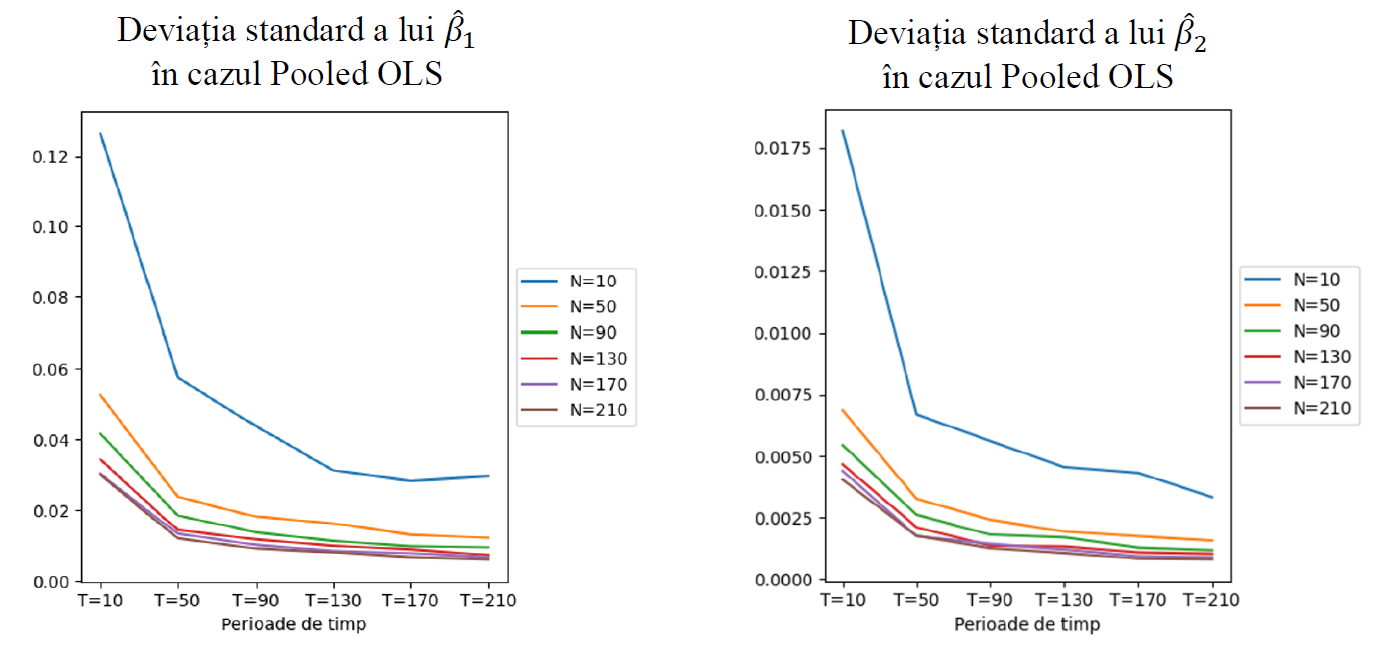 Deviația standard a lui β̂₁
în cazul Pooled OLS
0.12
0.10
0.08
0.06
0.04
0.02
0.00
T=10 T=50 T=90 T=130 T=170 T=210
Perioade de timp
N=10
N=50
N=90
N=130
N=170
N=210
Deviația standard a lui β̂₂
în cazul Pooled OLS
0.0175
0.0150
0.0125
0.0100
0.0075
0.0050
0.0025
0.0000
T=10 T=50 T=90 T=130 T=170 T=210
Perioade de timp
N=10
N=50
N=90
N=130
N=170
N=210